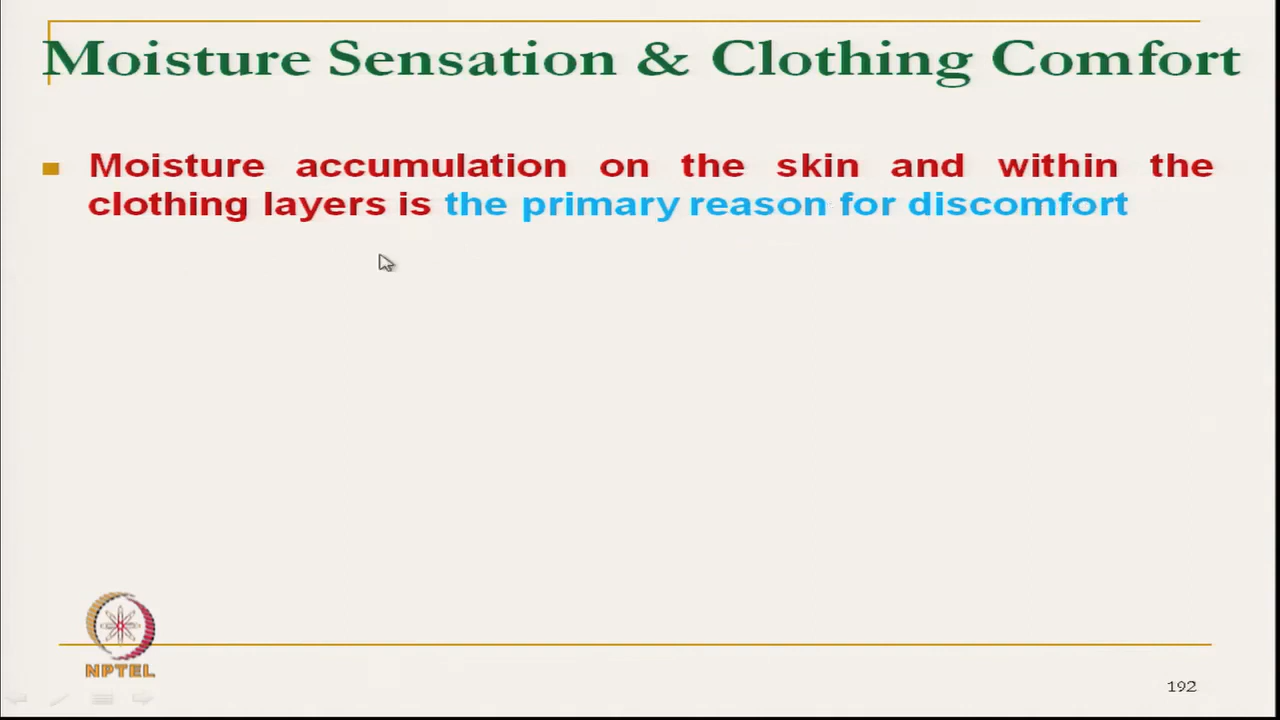 Moisture Sensation & Clothing Comfort
Moisture accumulation on the skin and within the
clothing layers is the primary reason for discomfort
NPTEL
192